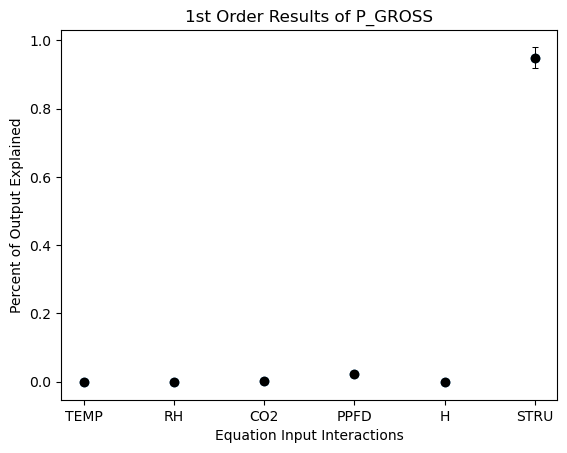 1st Order Results of P_GROSS
Percent of Output Explained
1.0
0.8
0.6
0.4
0.2
0.0
TEMP RH CO2 PPFD H STRU
Equation Input Interactions